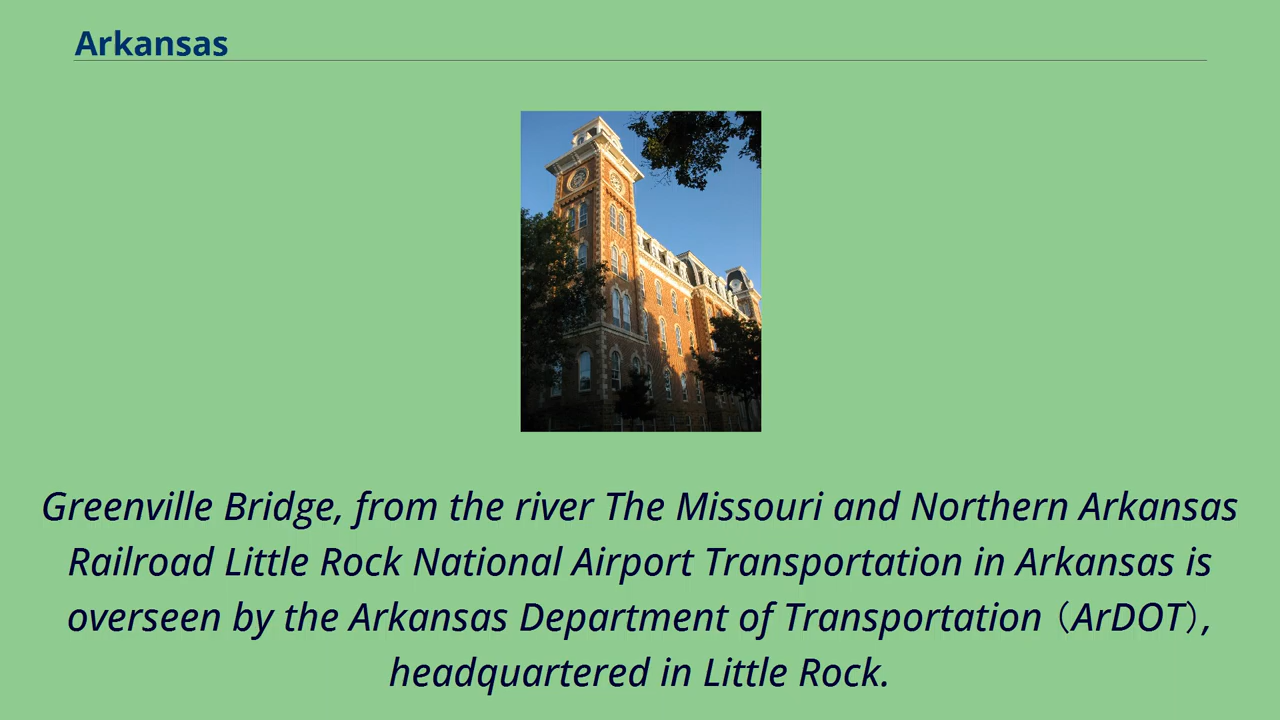 Arkansas
Greenville Bridge, from the river The Missouri and Northern Arkansas
Railroad Little Rock National Airport Transportation in Arkansas is
overseen by the Arkansas Department of Transportation (ArDOT),
headquartered in Little Rock.